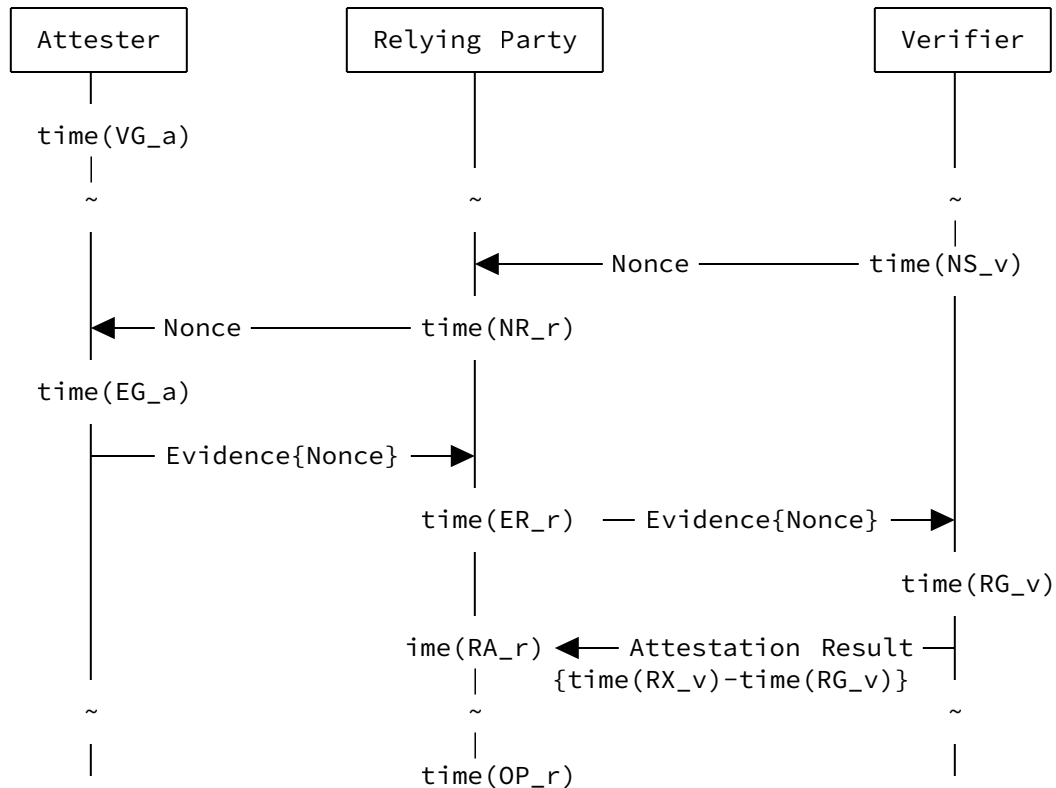 Attester Relying Party Verifier
time(VG_a)
~ ~ ~
Nonce time(NS_v)
Nonce time(NR_r)
time(EG_a)
Evidence{Nonce}
time(ER_r) Evidence{Nonce}
time(RG_v)
ime(RA_r) Attestation Result
{time(RX_v)-time(RG_v)}
~ ~ ~
time(OP_r)